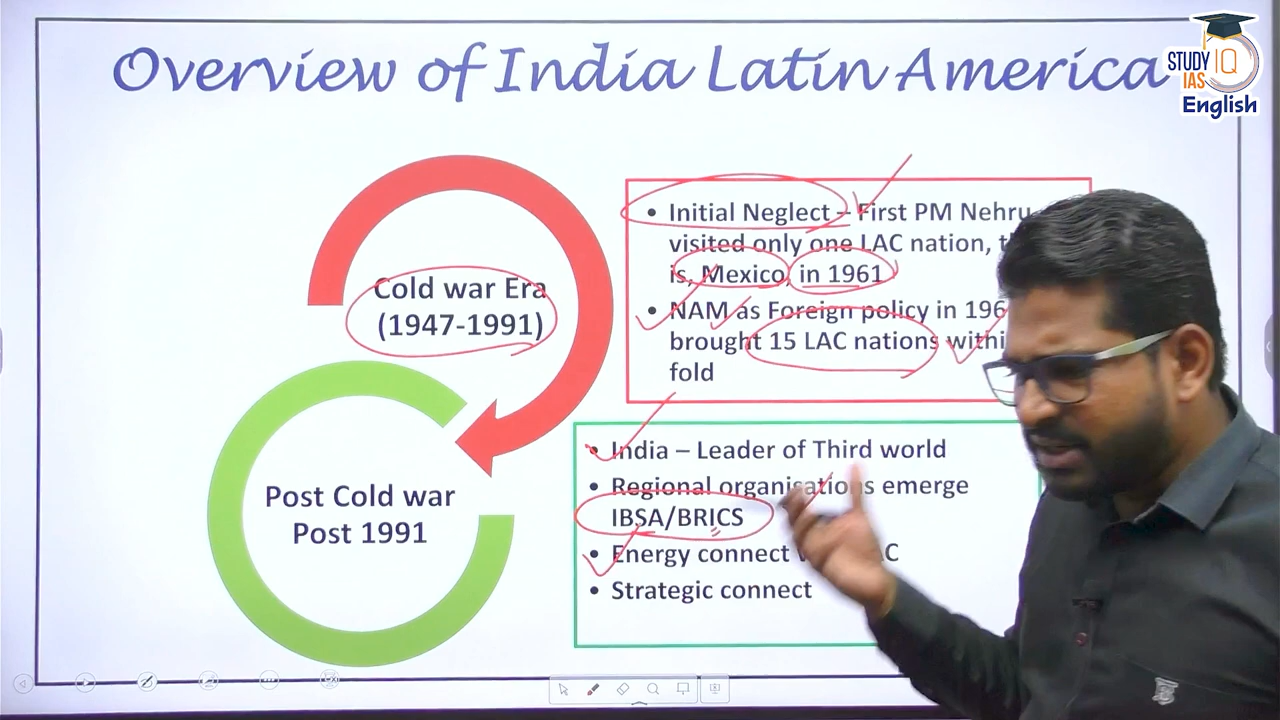 Overview of India Latin America
STUDY IQ
IAS
English
Cold war Era
(1947-1991)
• Initial Neglect – First PM Nehru
visited only one LAC nation,
is, Mexico, in 1961
• NAM as Foreign policy in
brought 15 LAC nations
fold
Post Cold war
Post 1991
• India – Leader of Third world
• Regional organisations emerge
IBSA/BRICS
• Energy connect
• Strategic connect